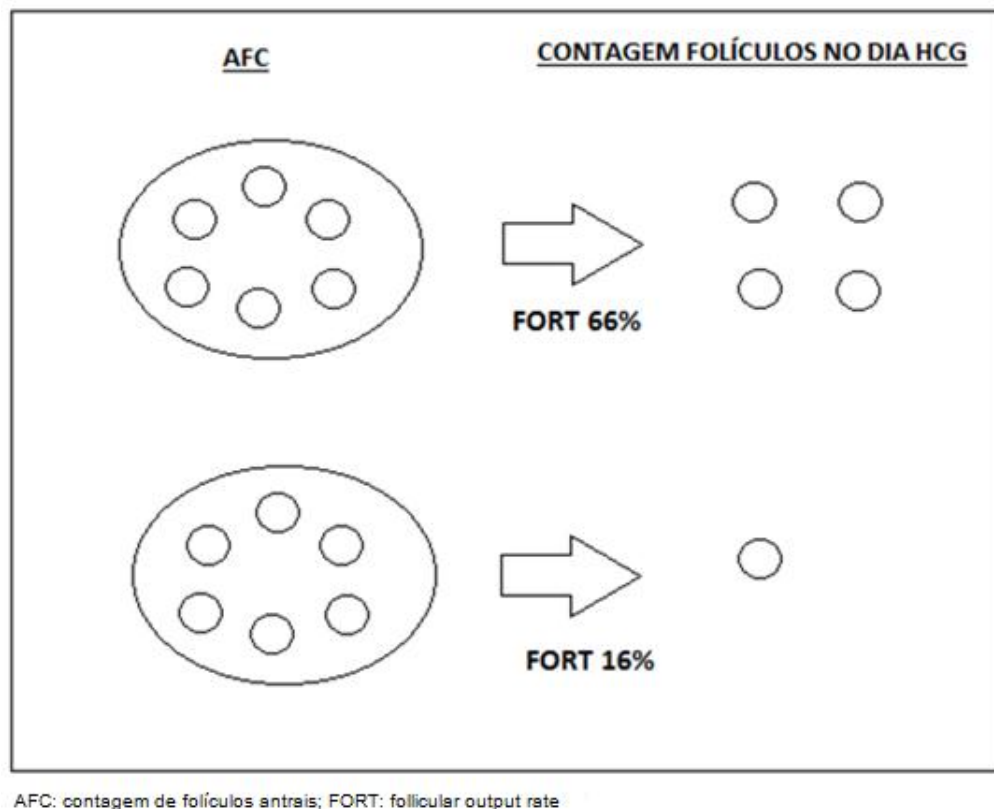 AFC
CONTAGEM FOLÍCULOS NO DIA HCG
FORT 66%
FORT 16%
AFC: contagem de folículos antrais; FORT: follicular output rate